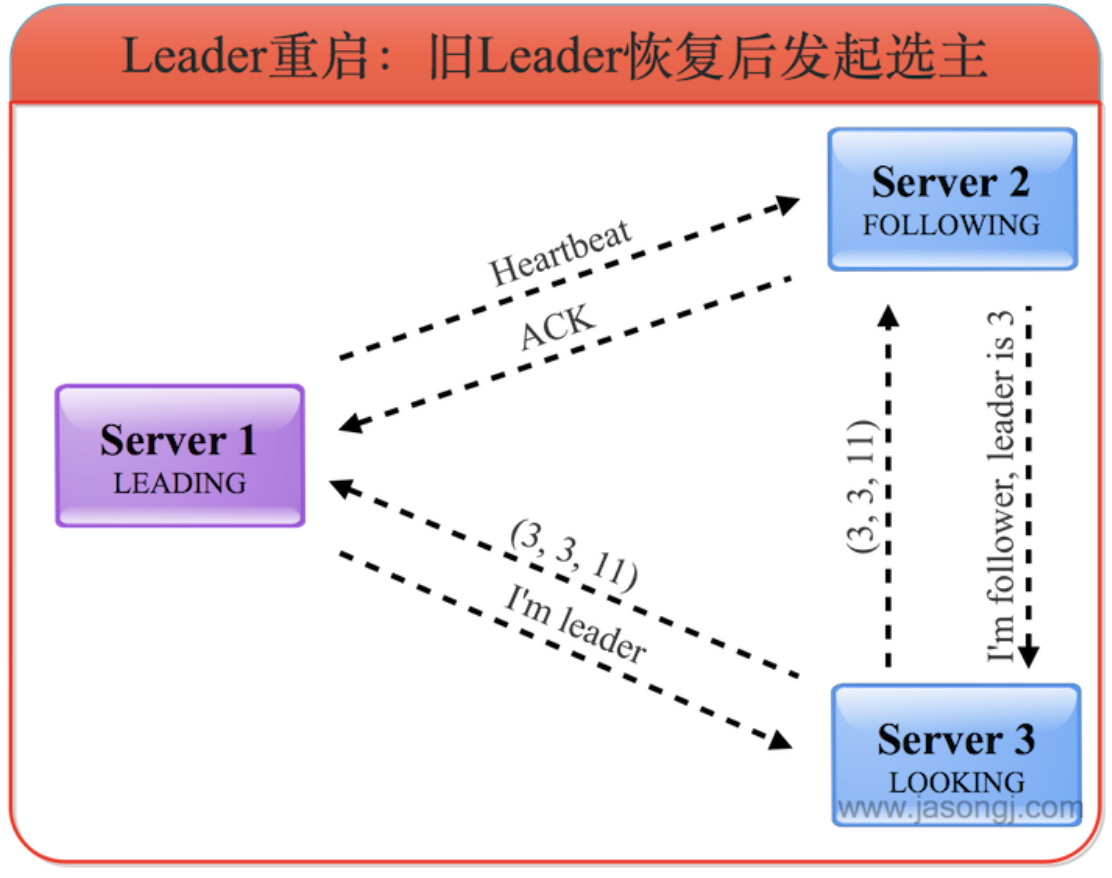 Leader重启：旧Leader恢复后发起选主
Server 2
FOLLOWING
Heartbeat
ACK
Server 1
LEADING
(3, 3, 11)
I'm leader
(3, 3, 11)
I'm follower, leader is 3
Server 3
LOOKING
www.jasongj.com